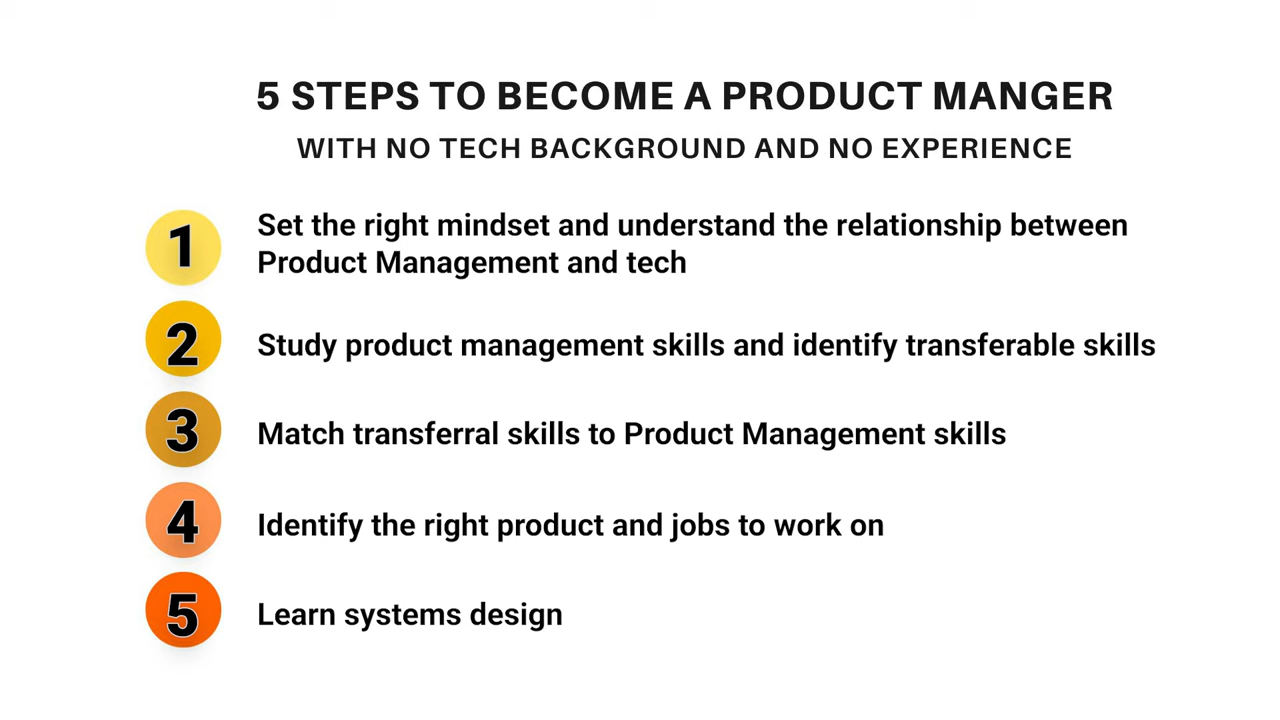 5 STEPS TO BECOME A PRODUCT MANGER
WITH NO TECH BACKGROUND AND NO EXPERIENCE
1 Set the right mindset and understand the relationship between
Product Management and tech
2 Study product management skills and identify transferable skills
3 Match transferral skills to Product Management skills
4 Identify the right product and jobs to work on
5 Learn systems design